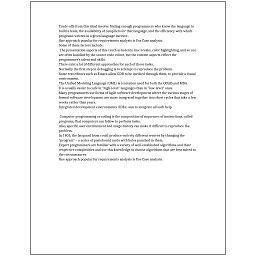 Trade-offs from this ideal involve finding enough programmers who know the language to
build a team, the availability of compilers for that language, and the efficiency with which
programs written in a given language execute.
One approach popular for requirements analysis is Use Case analysis.
Some of these factors include:
The presentation aspects of this (such as indents, line breaks, color highlighting, and so on)
are often handled by the source code editor, but the content aspects reflect the
programmer's talent and skills.
There exist a lot of different approaches for each of those tasks.
Normally the first step in debugging is to attempt to reproduce the problem.
Some text editors such as Emacs allow GDB to be invoked through them, to provide a visual
environment.
The Unified Modeling Language (UML) is a notation used for both the OOAD and MDA.
It is usually easier to code in "high-level" languages than in "low-level" ones.
Many programmers use forms of Agile software development where the various stages of
formal software development are more integrated together into short cycles that take a few
weeks rather than years.
Integrated development environments (IDEs) aim to integrate all such help.
Computer programming or coding is the composition of sequences of instructions, called
programs, that computers can follow to perform tasks.
Also, specific user environment and usage history can make it difficult to reproduce the
problem.
In 1801, the Jacquard loom could produce entirely different weaves by changing the
"program" – a series of pasteboard cards with holes punched in them.
Expert programmers are familiar with a variety of well-established algorithms and their
respective complexities and use this knowledge to choose algorithms that are best suited to
the circumstances.
One approach popular for requirements analysis is Use Case analysis.